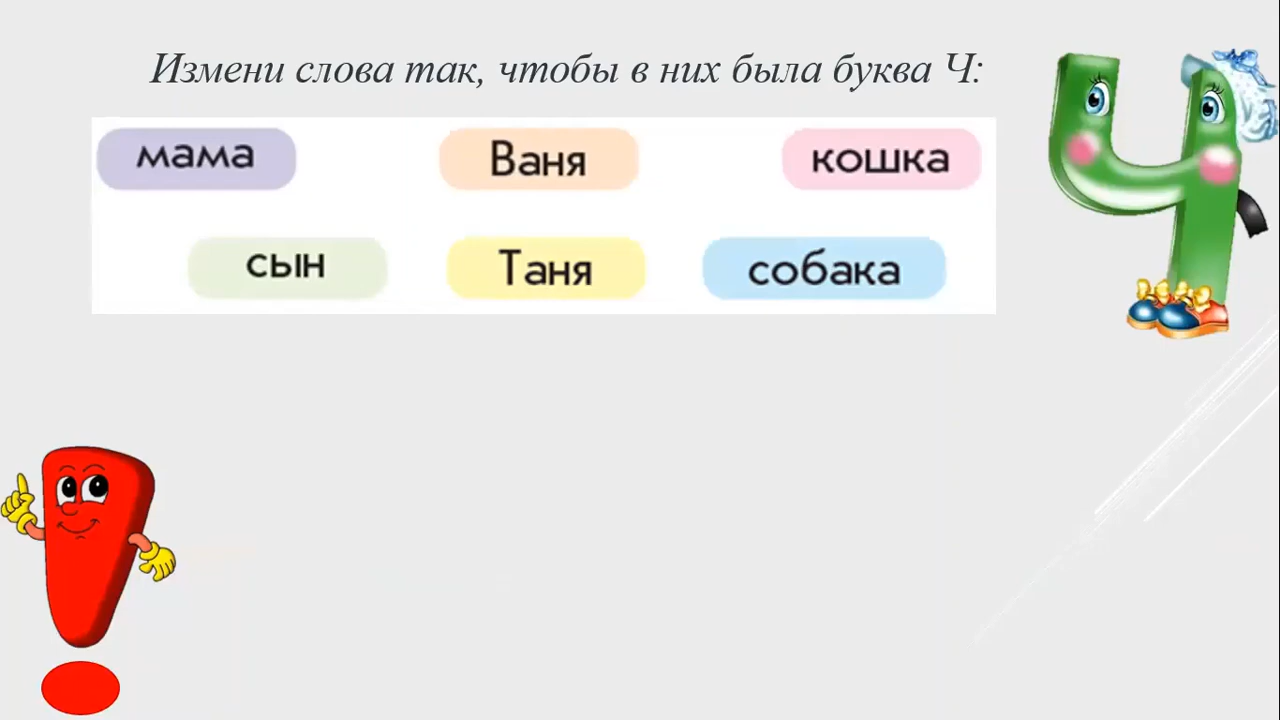 Измени слова так, чтобы в них была буква Ч:
мама Ваня кошка
сын Таня собака